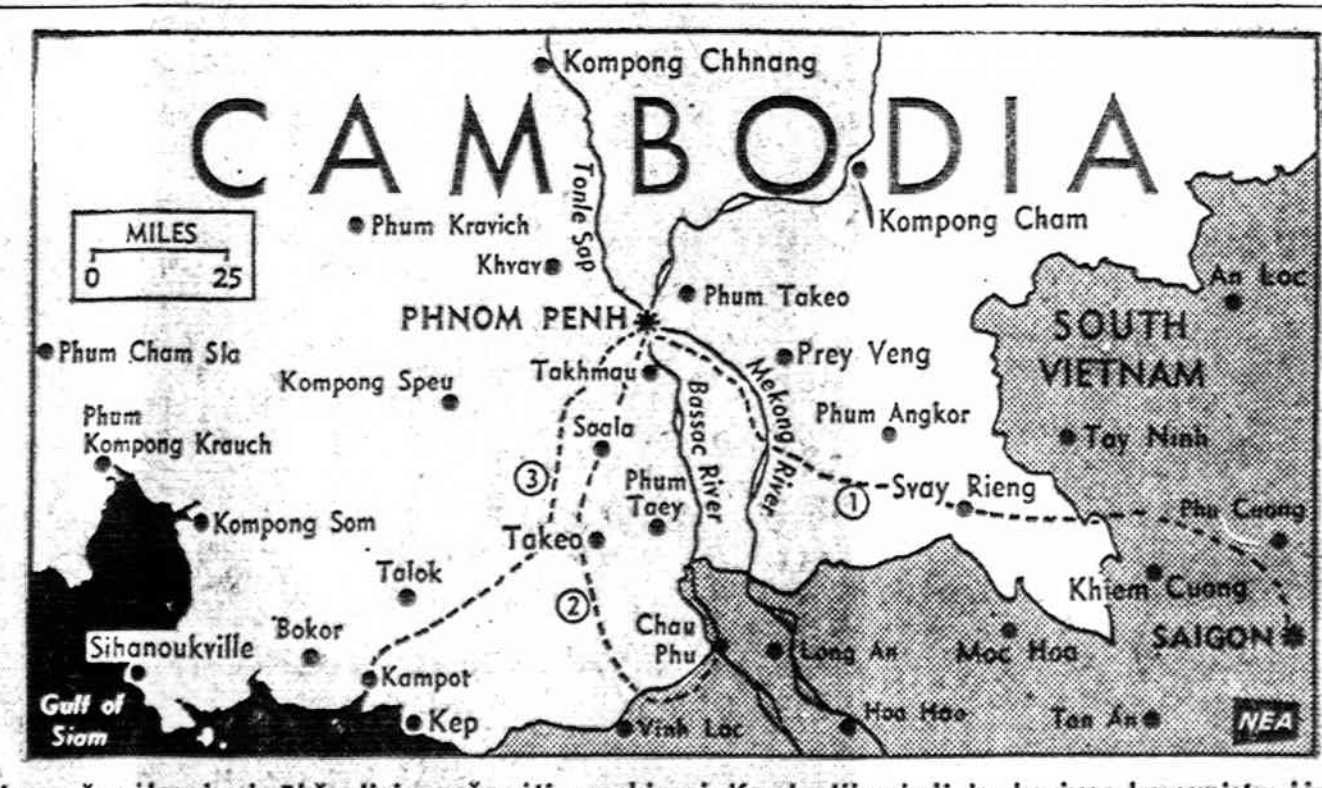 Kompong Chhnang
CAMBODIA
Tonle Sap
Kompong Cham
MILES
0 25
Phum Kravich
Khvav
Phum Takeo
An Loc
PHNOM PENH
SOUTH
VIETNAM
Phum Cham Sla
Takhmau
Prey Veng
Kompong Speu
Bassac River
Mekong River
Phum Angkor
Tay Ninh
Phum
Kompong Krauch
Saala
3
Phum
Taey
1
Svay Rieng
Kompong Som
Takeo
Phu Cuong
Talok
2
Khiem Cuong
Sihanoukville
Bokor
Chau
Phu
Long An
Moc Hoa
SAIGON
Kampot
Gulf of
Siam
Kep
Vinh Loc
Hoa Hao
Tan An
NEA